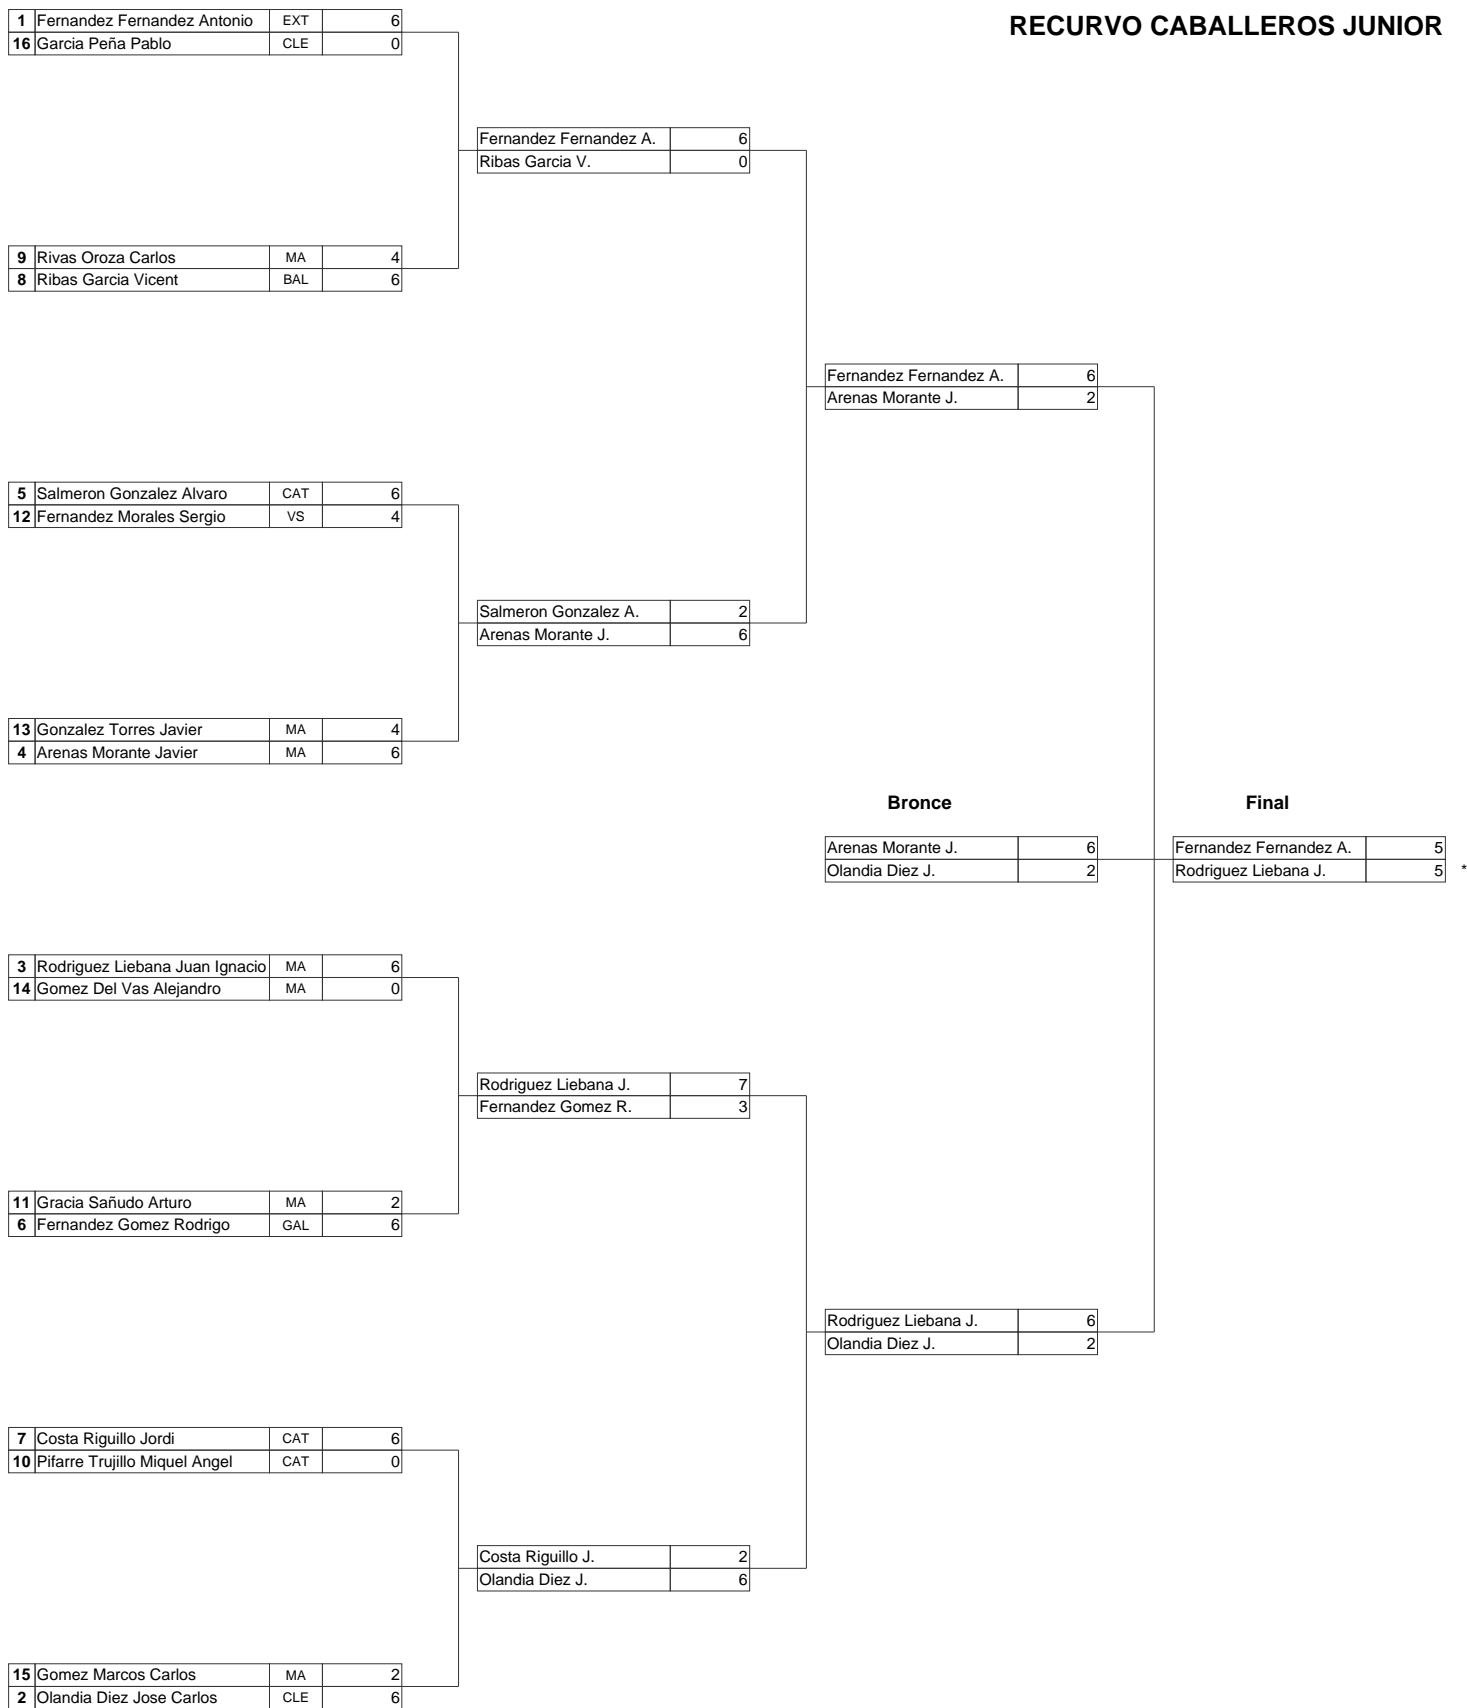 RECURVO CABALLEROS JUNIOR
1 Fernandez Fernandez Antonio EXT 6
16 Garcia Peña Pablo CLE 0
Fernandez Fernandez A. 6
Ribas Garcia V. 0
9 Rivas Oroza Carlos MA 4
8 Ribas Garcia Vicent BAL 6
Fernandez Fernandez A. 6
Arenas Morante J. 2
5 Salmeron Gonzalez Alvaro CAT 6
12 Fernandez Morales Sergio VS 4
Salmeron Gonzalez A. 2
Arenas Morante J. 6
13 Gonzalez Torres Javier MA 4
4 Arenas Morante Javier MA 6
Bronce Final
Arenas Morante J. 6 Fernandez Fernandez A. 5
Olandia Diez J. 2 Rodriguez Liebana J. 5 *
3 Rodriguez Liebana Juan Ignacio MA 6
14 Gomez Del Vas Alejandro MA 0
Rodriguez Liebana J. 7
Fernandez Gomez R. 3
11 Gracia Sañudo Arturo MA 2
6 Fernandez Gomez Rodrigo GAL 6
Rodriguez Liebana J. 6
Olandia Diez J. 2
7 Costa Riguillo Jordi CAT 6
10 Pifarre Trujillo Miquel Angel CAT 0
Costa Riguillo J. 2
Olandia Diez J. 6
15 Gomez Marcos Carlos MA 2
2 Olandia Diez Jose Carlos CLE 6